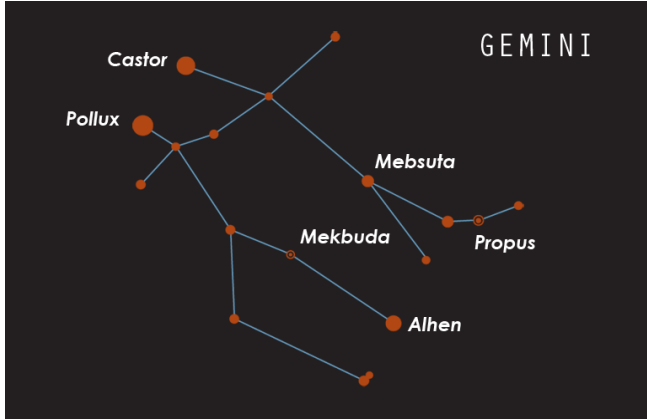 GEMINI
Castor
Pollux
Mebsuta
Mekbuda
Propus
Alhen